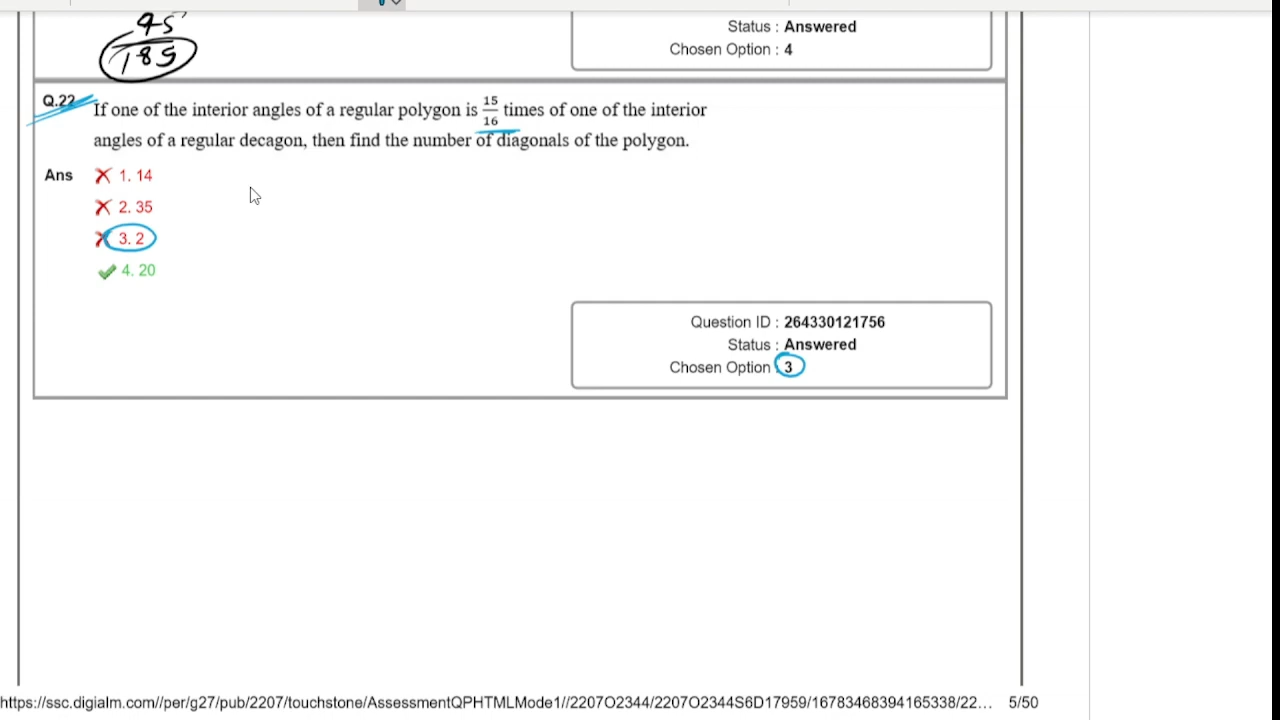 45
185
Status : Answered
Chosen Option : 4
Q.22 If one of the interior angles of a regular polygon is 15/16 times of one of the interior
angles of a regular decagon, then find the number of diagonals of the polygon.
Ans 1. 14
2. 35
3. 2
4. 20
Question ID : 264330121756
Status : Answered
Chosen Option : 3
https://ssc.digialm.com//per/g27/pub/2207/touchstone/AssessmentQPHTMLMode1//2207O2344/2207O2344S6D17959/16783468394165338/22... 5/50